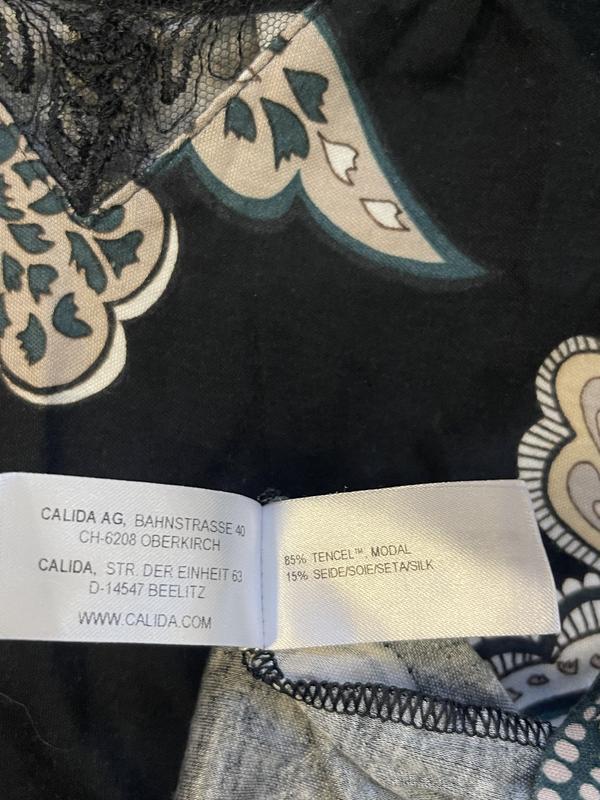 CALIDA AG, BAHNSTRASSE 40
CH-6208 OBERKIRCH
CALIDA, STR. DER EINHEIT 63
D-14547 BEELITZ
WWW.CALIDA.COM
85% TENCEL™, MODAL
15% SEIDE/SOIE/SETA/SILK